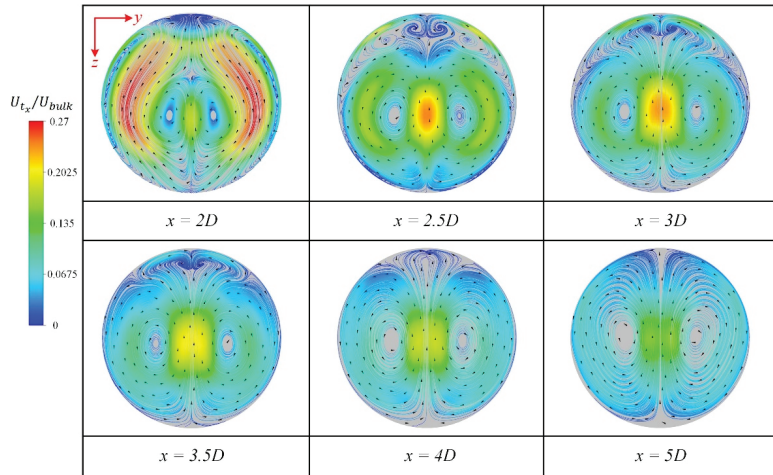 y
z
U_{t_x}/U_{bulk}
0.27
0.2025
0.135
0.0675
0
x = 2D
x = 2.5D
x = 3D
x = 3.5D
x = 4D
x = 5D